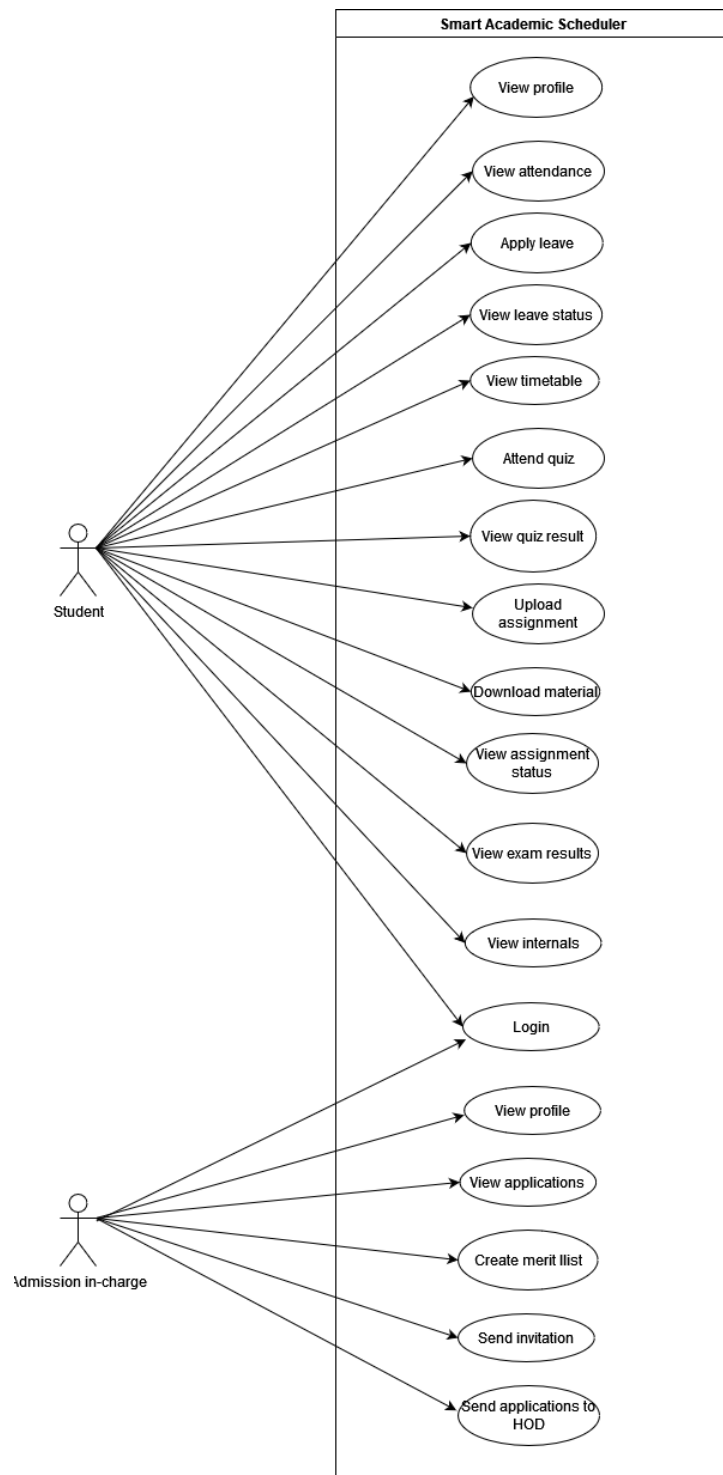 Smart Academic Scheduler
View profile
View attendance
Apply leave
View leave status
View timetable
Attend quiz
View quiz result
Student
Upload
assignment
Download material
View assignment
status
View exam results
View internals
Login
View profile
View applications
Admission in-charge
Create merit llist
Send invitation
Send applications to
HOD